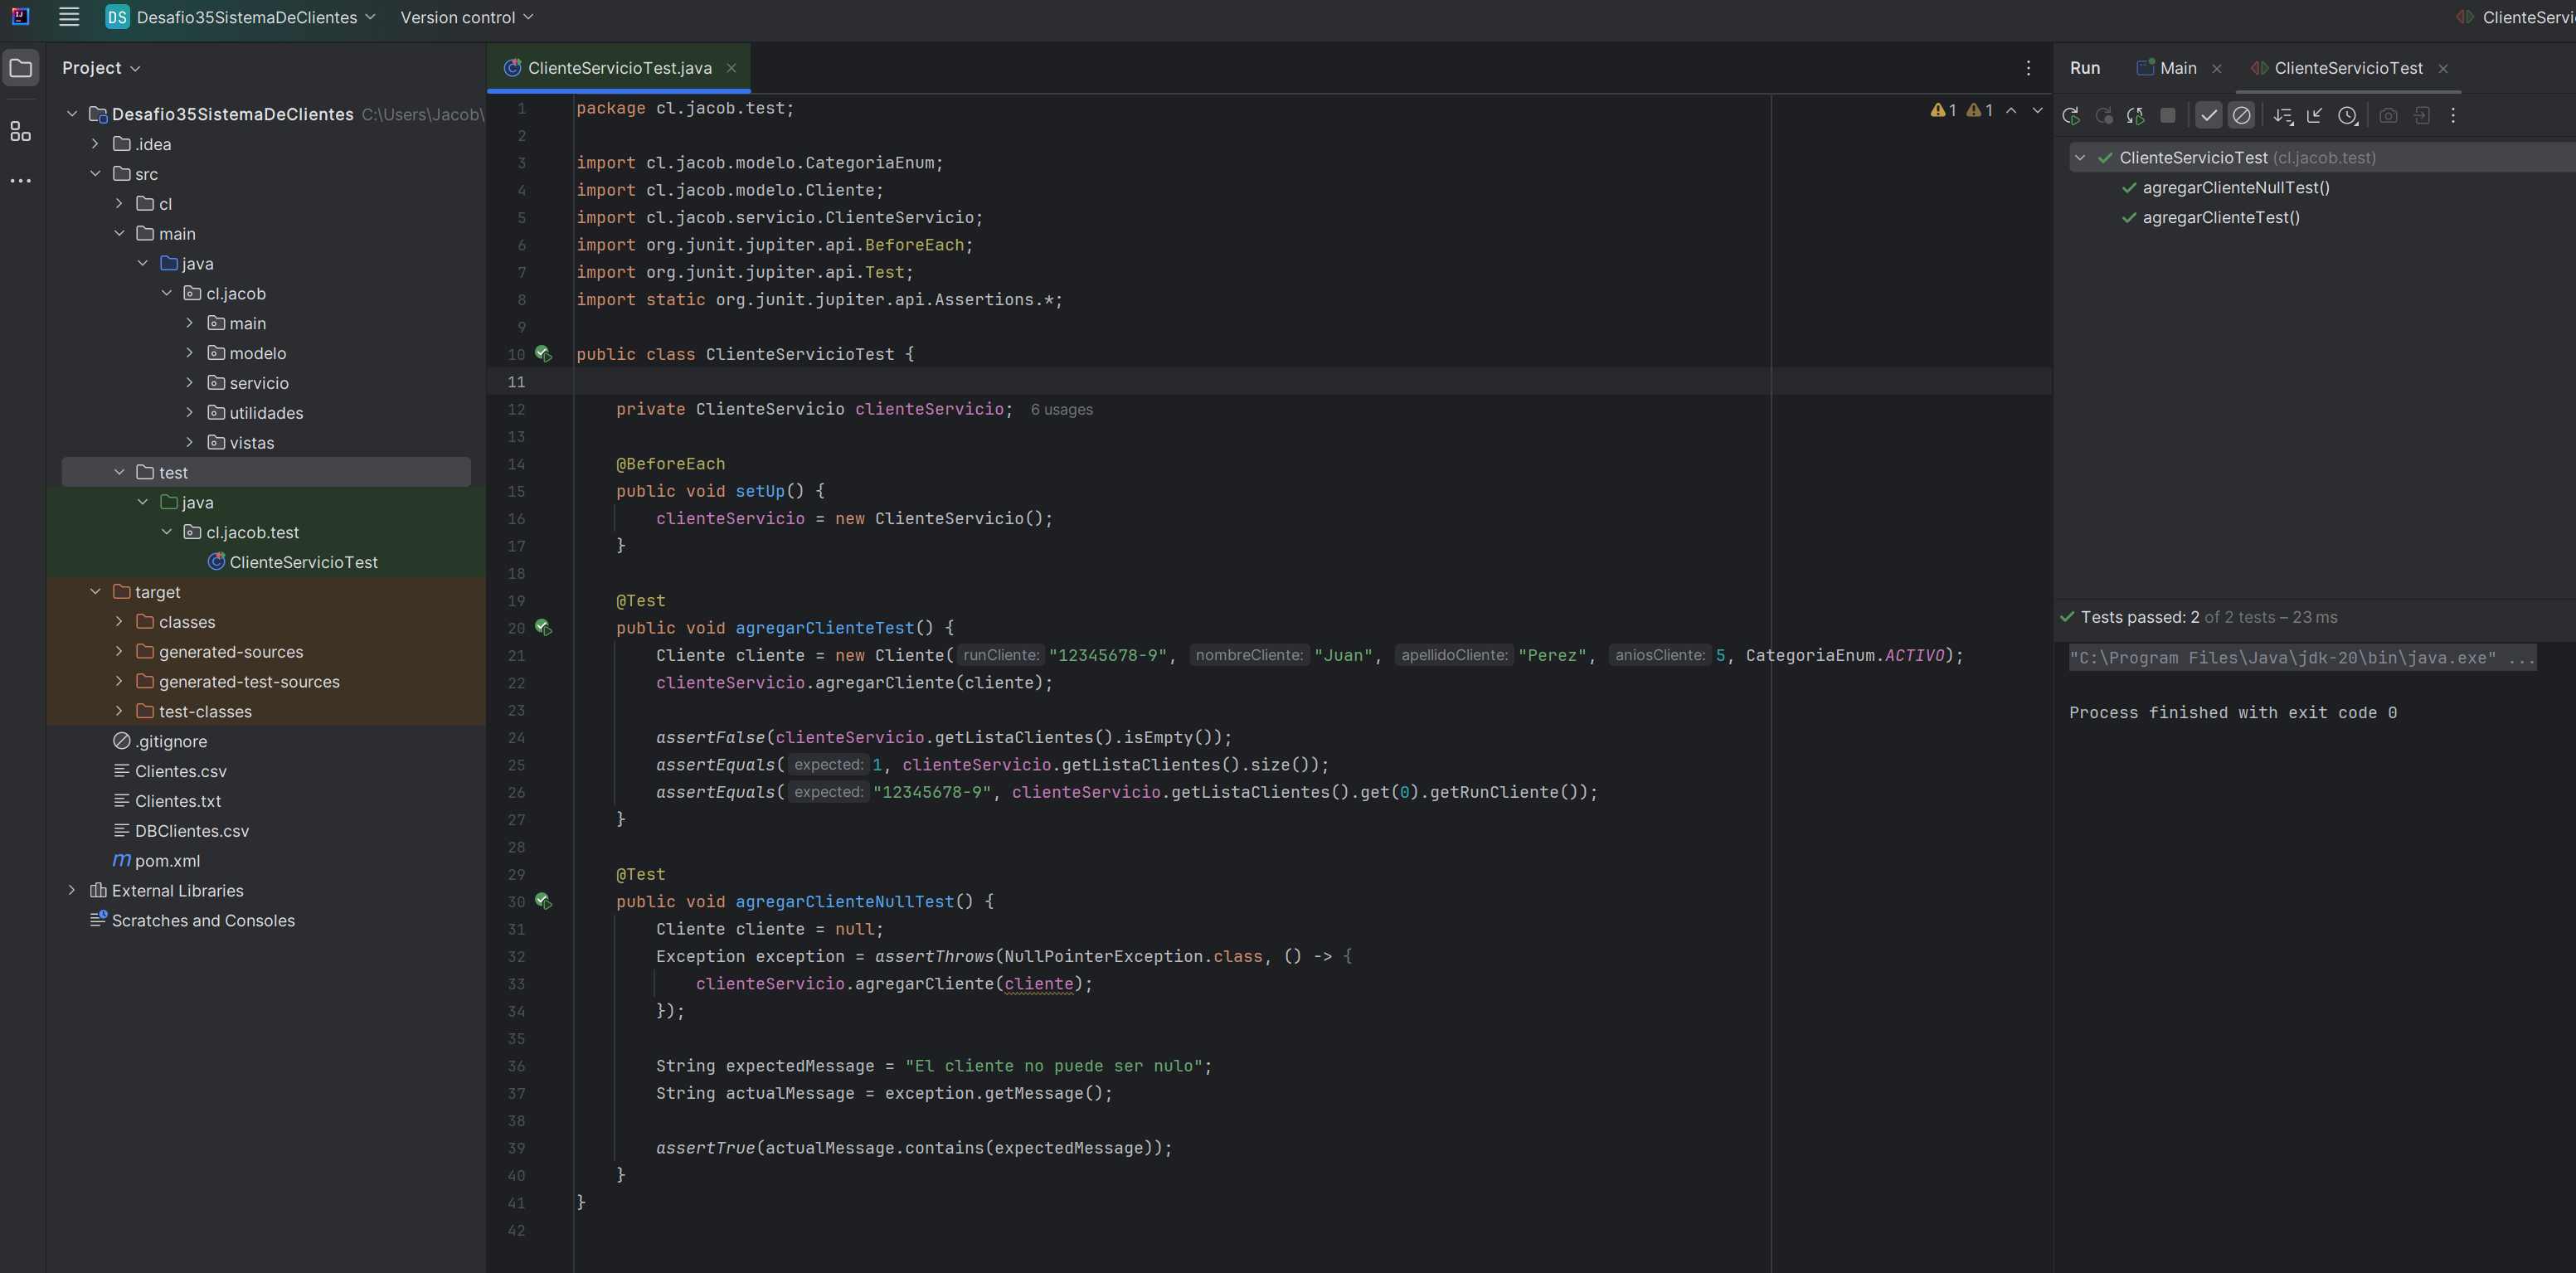 DS Desafio35SistemaDeClientes Version control ClienteServi
Project
Desafio35SistemaDeClientes C:\Users\Jacob\
.idea
src
cl
main
java
cl.jacob
main
modelo
servicio
utilidades
vistas
test
java
cl.jacob.test
ClienteServicioTest
target
classes
generated-sources
generated-test-sources
test-classes
.gitignore
Clientes.csv
Clientes.txt
DBClientes.csv
pom.xml
External Libraries
Scratches and Consoles
ClienteServicioTest.java
1 1
1 package cl.jacob.test;
2
3 import cl.jacob.modelo.CategoriaEnum;
4 import cl.jacob.modelo.Cliente;
5 import cl.jacob.servicio.ClienteServicio;
6 import org.junit.jupiter.api.BeforeEach;
7 import org.junit.jupiter.api.Test;
8 import static org.junit.jupiter.api.Assertions.*;
9
10 public class ClienteServicioTest {
11
12 private ClienteServicio clienteServicio; 6 usages
13
14 @BeforeEach
15 public void setUp() {
16 clienteServicio = new ClienteServicio();
17 }
18
19 @Test
20 public void agregarClienteTest() {
21 Cliente cliente = new Cliente( runCliente: "12345678-9", nombreCliente: "Juan", apellidoCliente: "Perez", aniosCliente: 5, CategoriaEnum.ACTIVO);
22 clienteServicio.agregarCliente(cliente);
23
24 assertFalse(clienteServicio.getListaClientes().isEmpty());
25 assertEquals( expected: 1, clienteServicio.getListaClientes().size());
26 assertEquals( expected: "12345678-9", clienteServicio.getListaClientes().get(0).getRunCliente());
27 }
28
29 @Test
30 public void agregarClienteNullTest() {
31 Cliente cliente = null;
32 Exception exception = assertThrows(NullPointerException.class, () -> {
33 clienteServicio.agregarCliente(cliente);
34 });
35
36 String expectedMessage = "El cliente no puede ser nulo";
37 String actualMessage = exception.getMessage();
38
39 assertTrue(actualMessage.contains(expectedMessage));
40 }
41 }
42
Run Main ClienteServicioTest
ClienteServicioTest (cl.jacob.test)
agregarClienteNullTest()
agregarClienteTest()
Tests passed: 2 of 2 tests – 23 ms
"C:\Program Files\Java\jdk-20\bin\java.exe" ...
Process finished with exit code 0